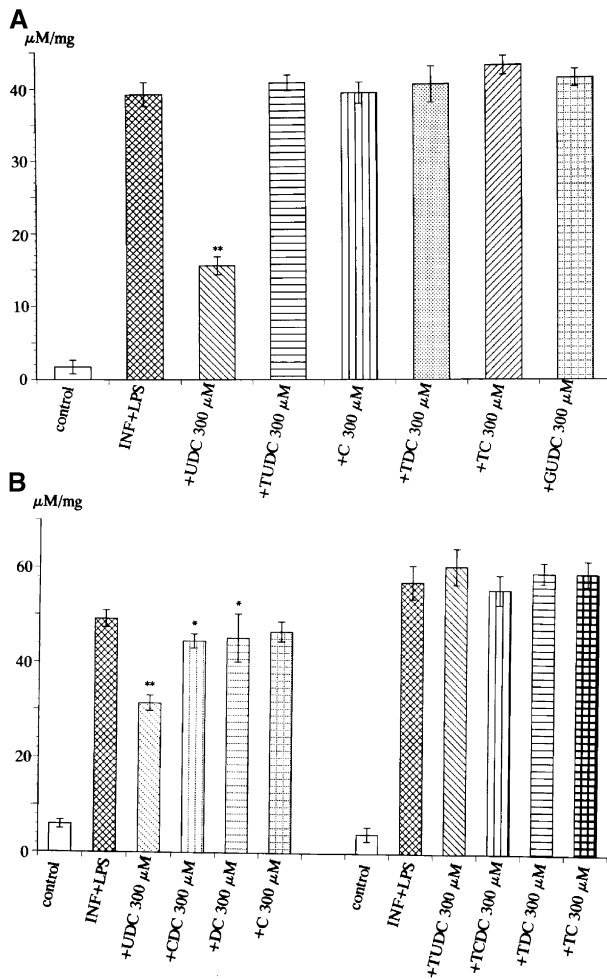 A
μM/mg
40
30
20
10
0
**
control
INF+LPS
+UDC 300 μM
+TUDC 300 μM
+C 300 μM
+TDC 300 μM
+TC 300 μM
+GUDC 300 μM
B
μM/mg
60
40
20
0
**
*
*
control
INF+LPS
+UDC 300 μM
+CDC 300 μM
+DC 300 μM
+C 300 μM
control
INF+LPS
+TUDC 300 μM
+TCDC 300 μM
+TDC 300 μM
+TC 300 μM